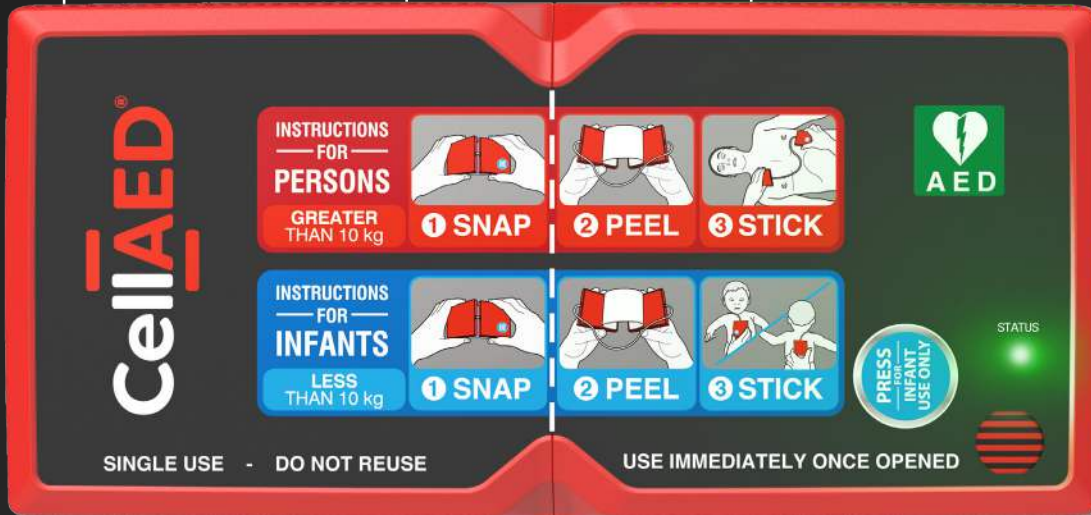 CellAED®
INSTRUCTIONS
FOR
PERSONS
GREATER
THAN 10 kg
1 SNAP
2 PEEL
3 STICK
INSTRUCTIONS
FOR
INFANTS
LESS
THAN 10 kg
1 SNAP
2 PEEL
3 STICK
AED
STATUS
PRESS
FOR
INFANT
USE ONLY
SINGLE USE - DO NOT REUSE
USE IMMEDIATELY ONCE OPENED